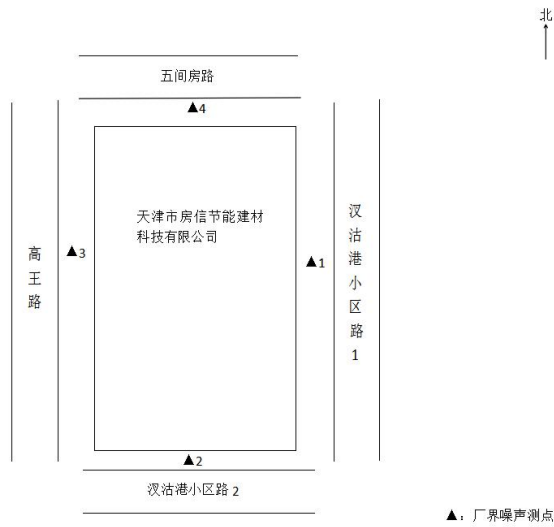 北
五间房路
▲4
天津市房信节能建材
科技有限公司
▲3
▲1
高王路
汊沽港小区路1
▲2
汊沽港小区路 2
▲：厂界噪声测点